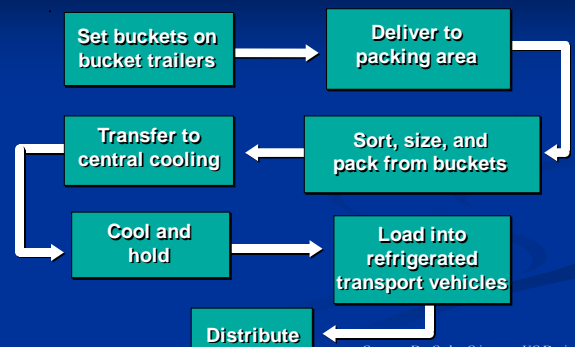 Set buckets on
bucket trailers
Deliver to
packing area
Sort, size, and
pack from buckets
Transfer to
central cooling
Cool and
hold
Load into
refrigerated
transport vehicles
Distribute